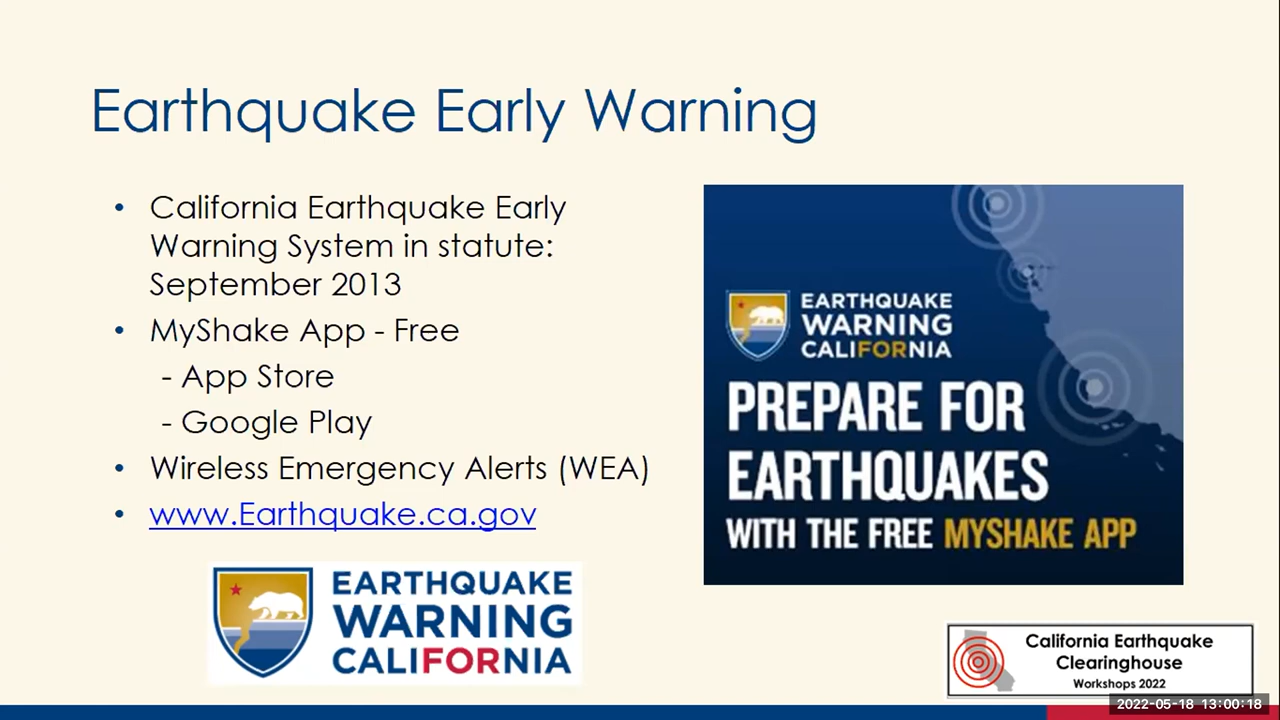 Earthquake Early Warning
• California Earthquake Early
Warning System in statute:
September 2013
• MyShake App - Free
- App Store
- Google Play
• Wireless Emergency Alerts (WEA)
• www.Earthquake.ca.gov
EARTHQUAKE
WARNING
CALIFORNIA
EARTHQUAKE
WARNING
CALIFORNIA
PREPARE FOR
EARTHQUAKES
WITH THE FREE MYSHAKE APP
California Earthquake
Clearinghouse
Workshops 2022
2022-05-18 13:00:18